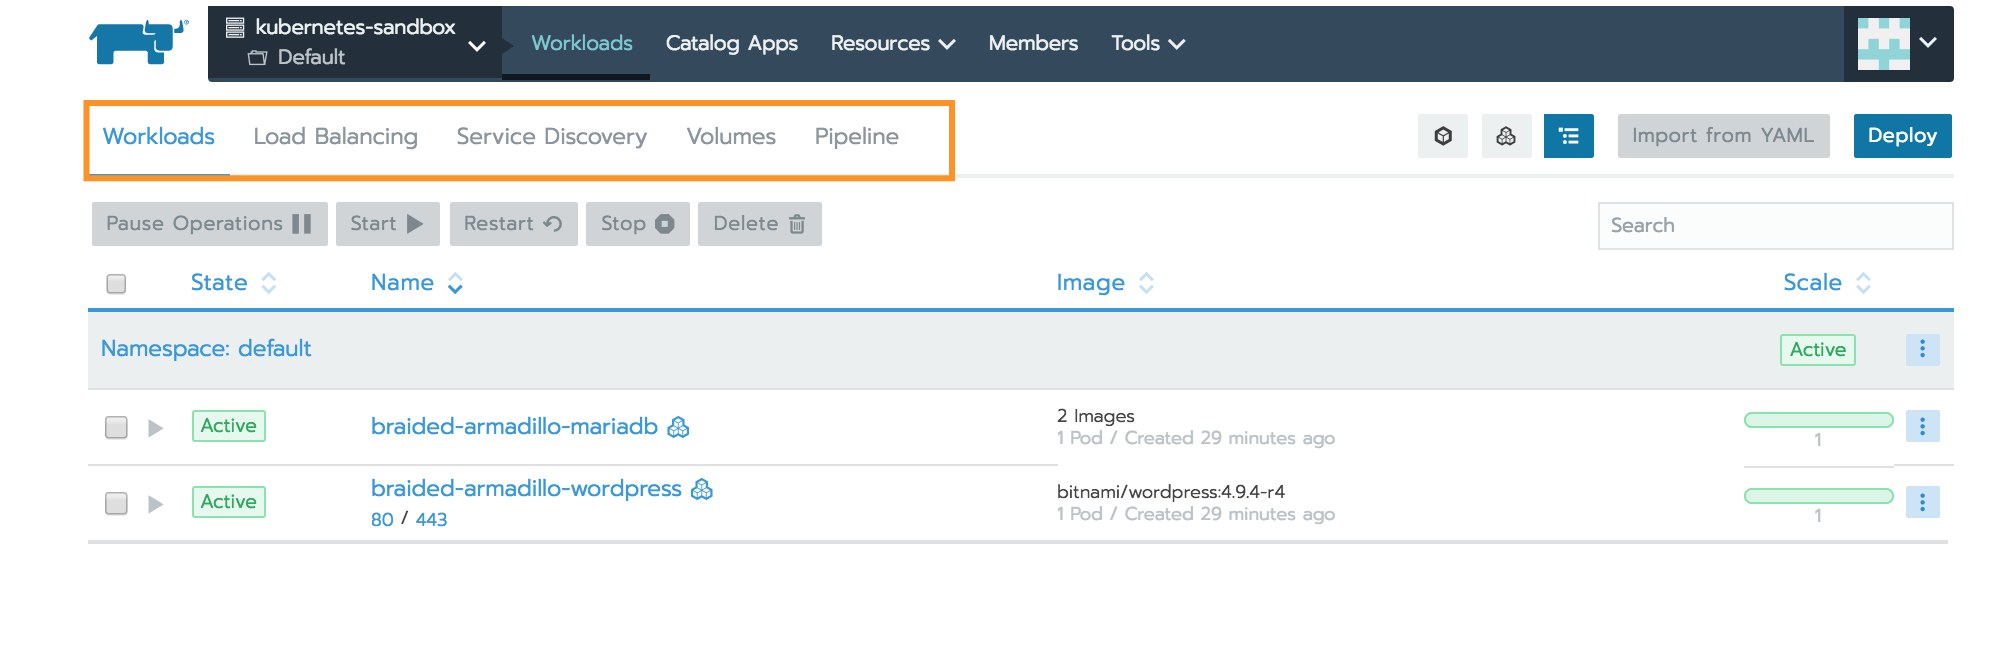 kubernetes-sandbox
Default
Workloads Catalog Apps Resources Members Tools
Workloads Load Balancing Service Discovery Volumes Pipeline
Import from YAML Deploy
Pause Operations Start Restart Stop Delete
Search
State Name Image Scale
Namespace: default Active
Active braided-armadillo-mariadb 2 Images
1 Pod / Created 29 minutes ago 1
Active braided-armadillo-wordpress bitnami/wordpress:4.9.4-r4
80 / 443 1 Pod / Created 29 minutes ago 1